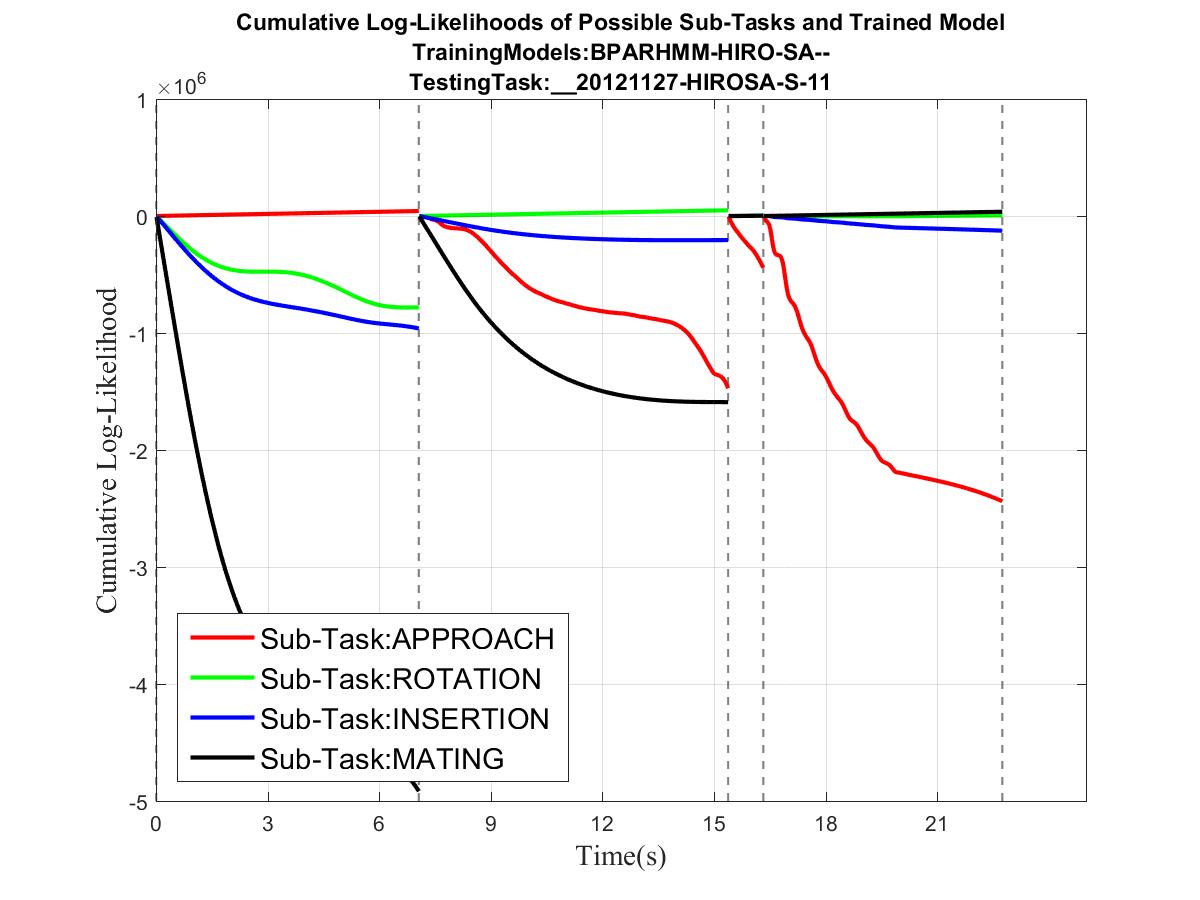 Cumulative Log-Likelihoods of Possible Sub-Tasks and Trained Model
TrainingModels:BPARHMM-HIRO-SA--
TestingTask:__20121127-HIROSA-S-11
×10⁶
1
0
-1
-2
-3
-4
-5
Cumulative Log-Likelihood
Sub-Task:APPROACH
Sub-Task:ROTATION
Sub-Task:INSERTION
Sub-Task:MATING
0 3 6 9 12 15 18 21
Time(s)